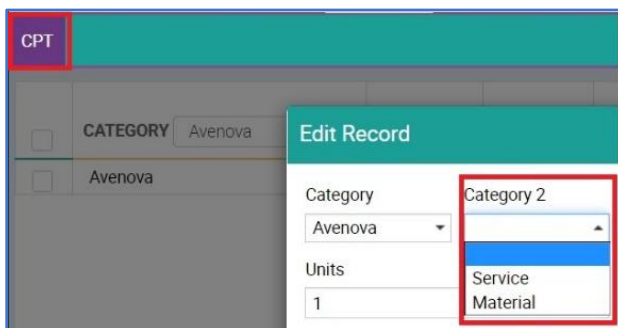 CPT
CATEGORY Avenova
Avenova
Edit Record
Category Category 2
Avenova
Service
Material
Units
1